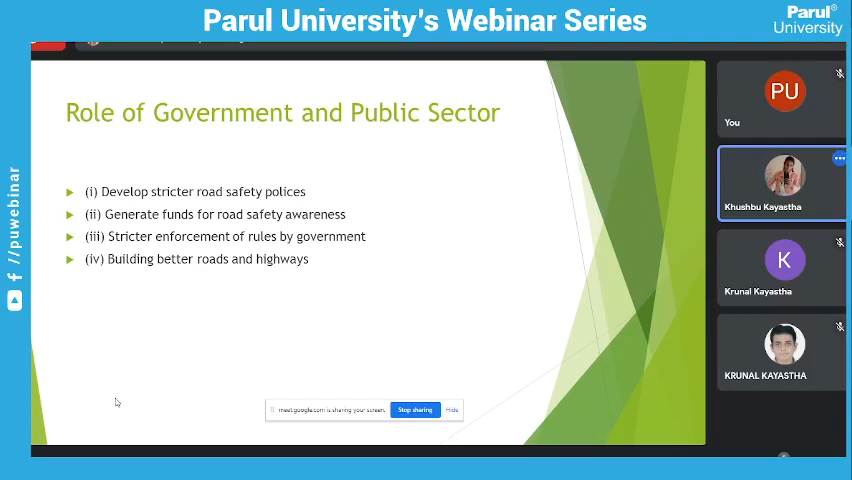 Parul University's Webinar Series
Parul®
University
Role of Government and Public Sector
(i) Develop stricter road safety polices
(ii) Generate funds for road safety awareness
(iii) Stricter enforcement of rules by government
(iv) Building better roads and highways
meet.google.com is sharing your screen.
Stop sharing
Hide
PU
You
Khushbu Kayastha
K
Krunal Kayastha
KRUNAL KAYASTHA
f //puwebinar